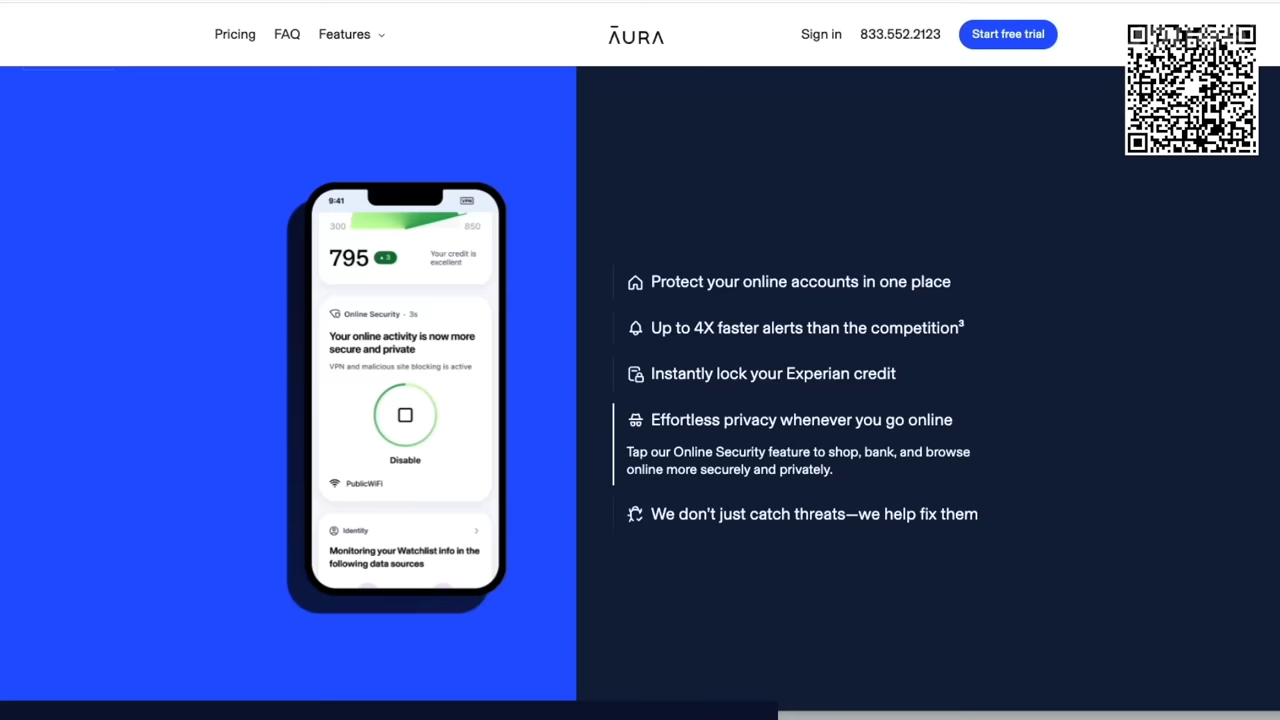 Pricing FAQ Features
ĀURA
Sign in 833.552.2123 Start free trial
9:41 VPN
300 850
795 3 Your credit is
excellent
Online Security · 3s
Your online activity is now more
secure and private
VPN and malicious site blocking is active
Disable
PublicWiFi
Identity
Monitoring your Watchlist info in the
following data sources
Protect your online accounts in one place
Up to 4X faster alerts than the competition³
Instantly lock your Experian credit
Effortless privacy whenever you go online
Tap our Online Security feature to shop, bank, and browse
online more securely and privately.
We don't just catch threats—we help fix them